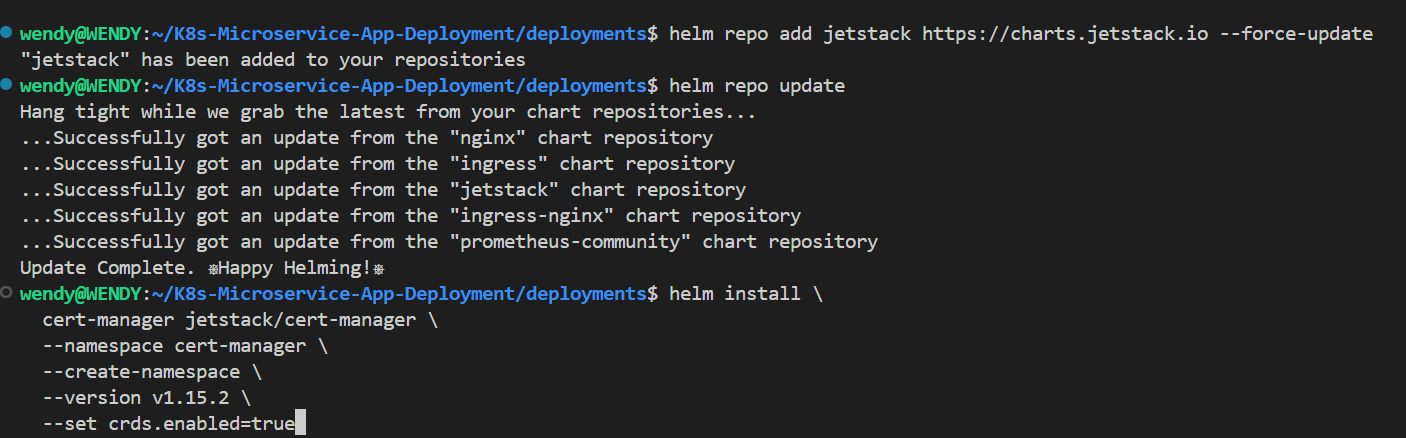 wendy@WENDY:~/K8s-Microservice-App-Deployment/deployments$ helm repo add jetstack https://charts.jetstack.io --force-update
"jetstack" has been added to your repositories
wendy@WENDY:~/K8s-Microservice-App-Deployment/deployments$ helm repo update
Hang tight while we grab the latest from your chart repositories...
...Successfully got an update from the "nginx" chart repository
...Successfully got an update from the "ingress" chart repository
...Successfully got an update from the "jetstack" chart repository
...Successfully got an update from the "ingress-nginx" chart repository
...Successfully got an update from the "prometheus-community" chart repository
Update Complete. ⎈Happy Helming!⎈
wendy@WENDY:~/K8s-Microservice-App-Deployment/deployments$ helm install \
  cert-manager jetstack/cert-manager \
  --namespace cert-manager \
  --create-namespace \
  --version v1.15.2 \
  --set crds.enabled=true